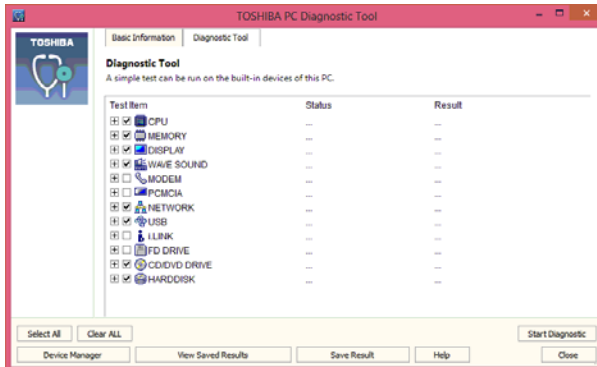 TOSHIBA PC Diagnostic Tool
TOSHIBA
Basic Information Diagnostic Tool
Diagnostic Tool
A simple test can be run on the built-in devices of this PC.
Test Item Status Result
CPU ... ...
MEMORY ... ...
DISPLAY ... ...
WAVE SOUND ... ...
MODEM ... ...
PCMCIA ... ...
NETWORK ... ...
USB ... ...
i.LINK ... ...
FD DRIVE ... ...
CD/DVD DRIVE ... ...
HARDDISK ... ...
Select All Clear ALL Start Diagnostic
Device Manager View Saved Results Save Result Help Close